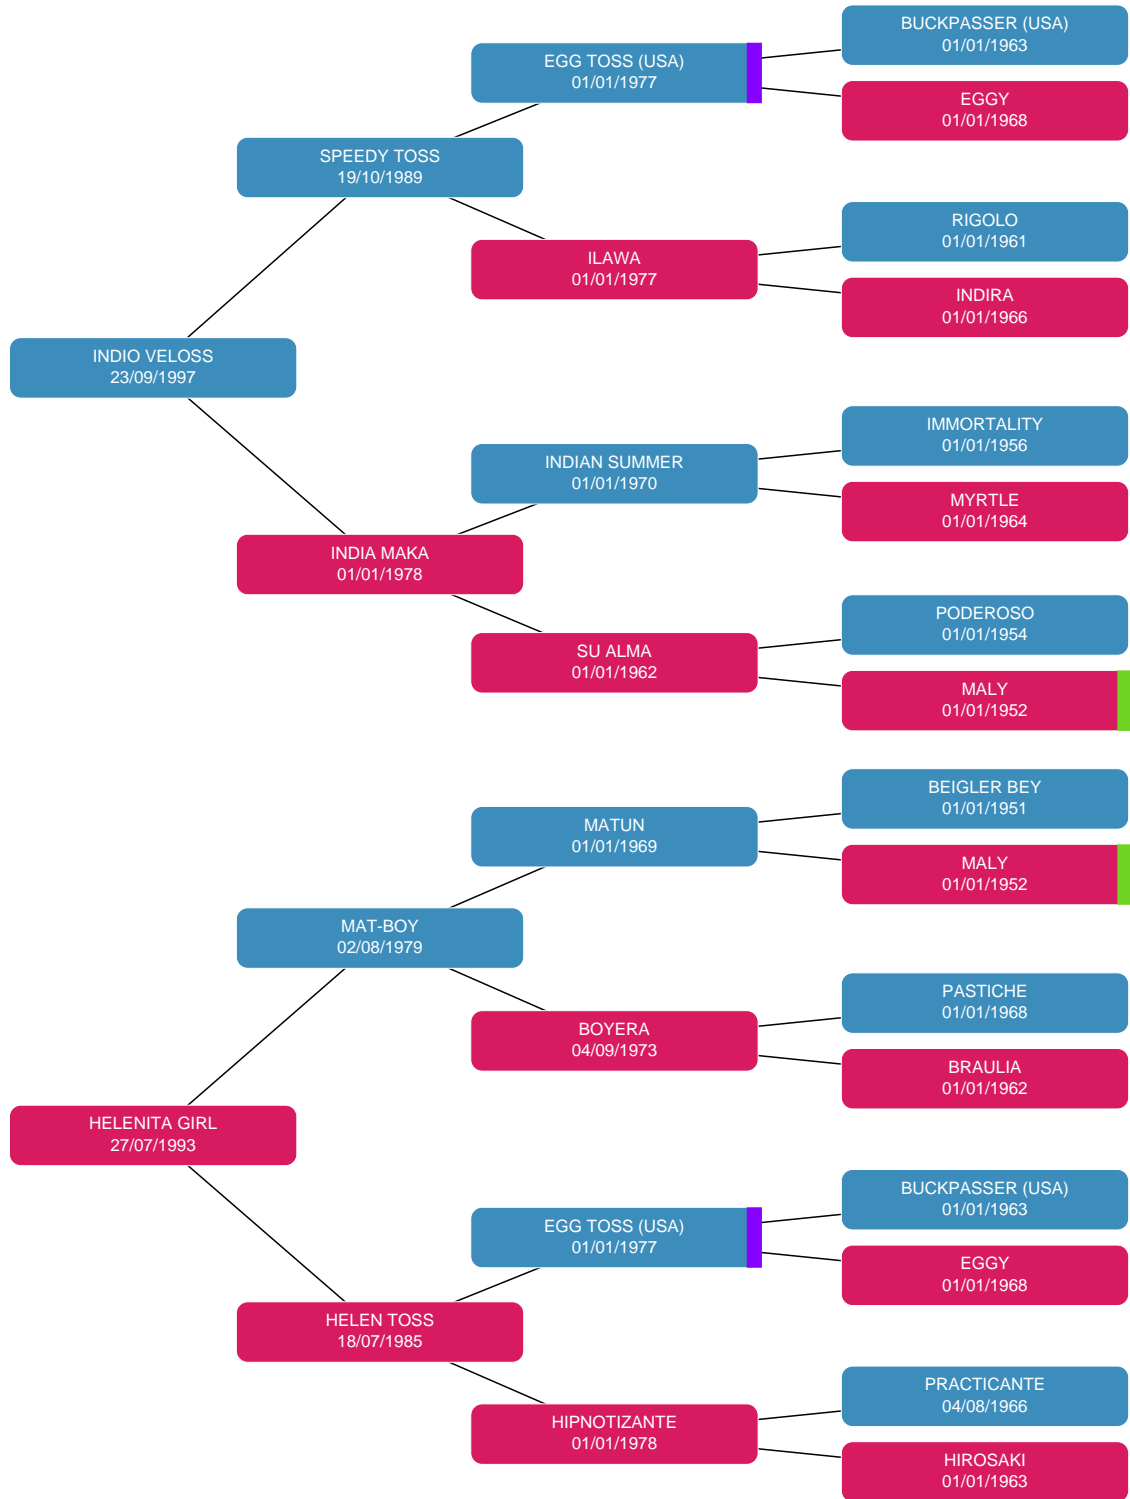 BUCKPASSER (USA)
01/01/1963
EGG TOSS (USA)
01/01/1977
EGGY
01/01/1968
SPEEDY TOSS
19/10/1989
RIGOLO
01/01/1961
ILAWA
01/01/1977
INDIRA
01/01/1966
INDIO VELOSS
23/09/1997
IMMORTALITY
01/01/1956
INDIAN SUMMER
01/01/1970
MYRTLE
01/01/1964
INDIA MAKA
01/01/1978
PODEROSO
01/01/1954
SU ALMA
01/01/1962
MALY
01/01/1952
BEIGLER BEY
01/01/1951
MATUN
01/01/1969
MALY
01/01/1952
MAT-BOY
02/08/1979
PASTICHE
01/01/1968
BOYERA
04/09/1973
BRAULIA
01/01/1962
HELENITA GIRL
27/07/1993
BUCKPASSER (USA)
01/01/1963
EGG TOSS (USA)
01/01/1977
EGGY
01/01/1968
HELEN TOSS
18/07/1985
PRACTICANTE
04/08/1966
HIPNOTIZANTE
01/01/1978
HIROSAKI
01/01/1963